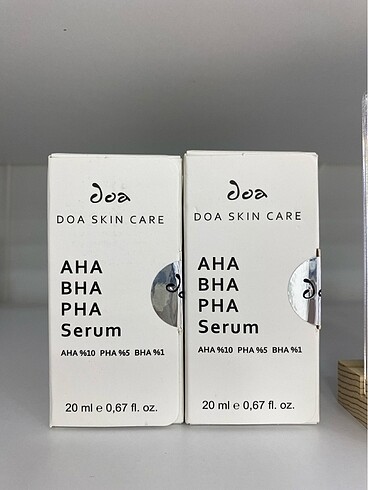 doa
DOA SKIN CARE
AHA
BHA
PHA
Serum
AHA %10 PHA %5 BHA %1
20 ml e 0,67 fl. oz.
doa
DOA SKIN CARE
AHA
BHA
PHA
Serum
AHA %10 PHA %5 BHA %1
20 ml e 0,67 fl. oz.